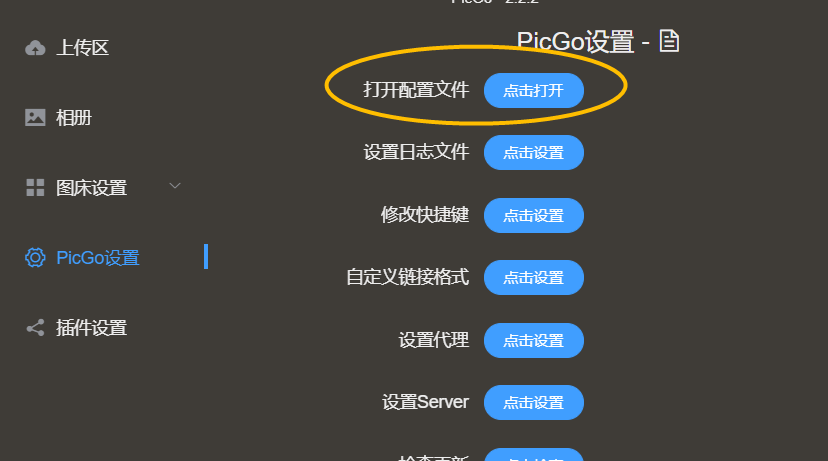 PicGo - 2.2.2
PicGo设置 -
上传区
相册
图床设置
PicGo设置
插件设置
打开配置文件 点击打开
设置日志文件 点击设置
修改快捷键 点击设置
自定义链接格式 点击设置
设置代理 点击设置
设置Server 点击设置
检查更新